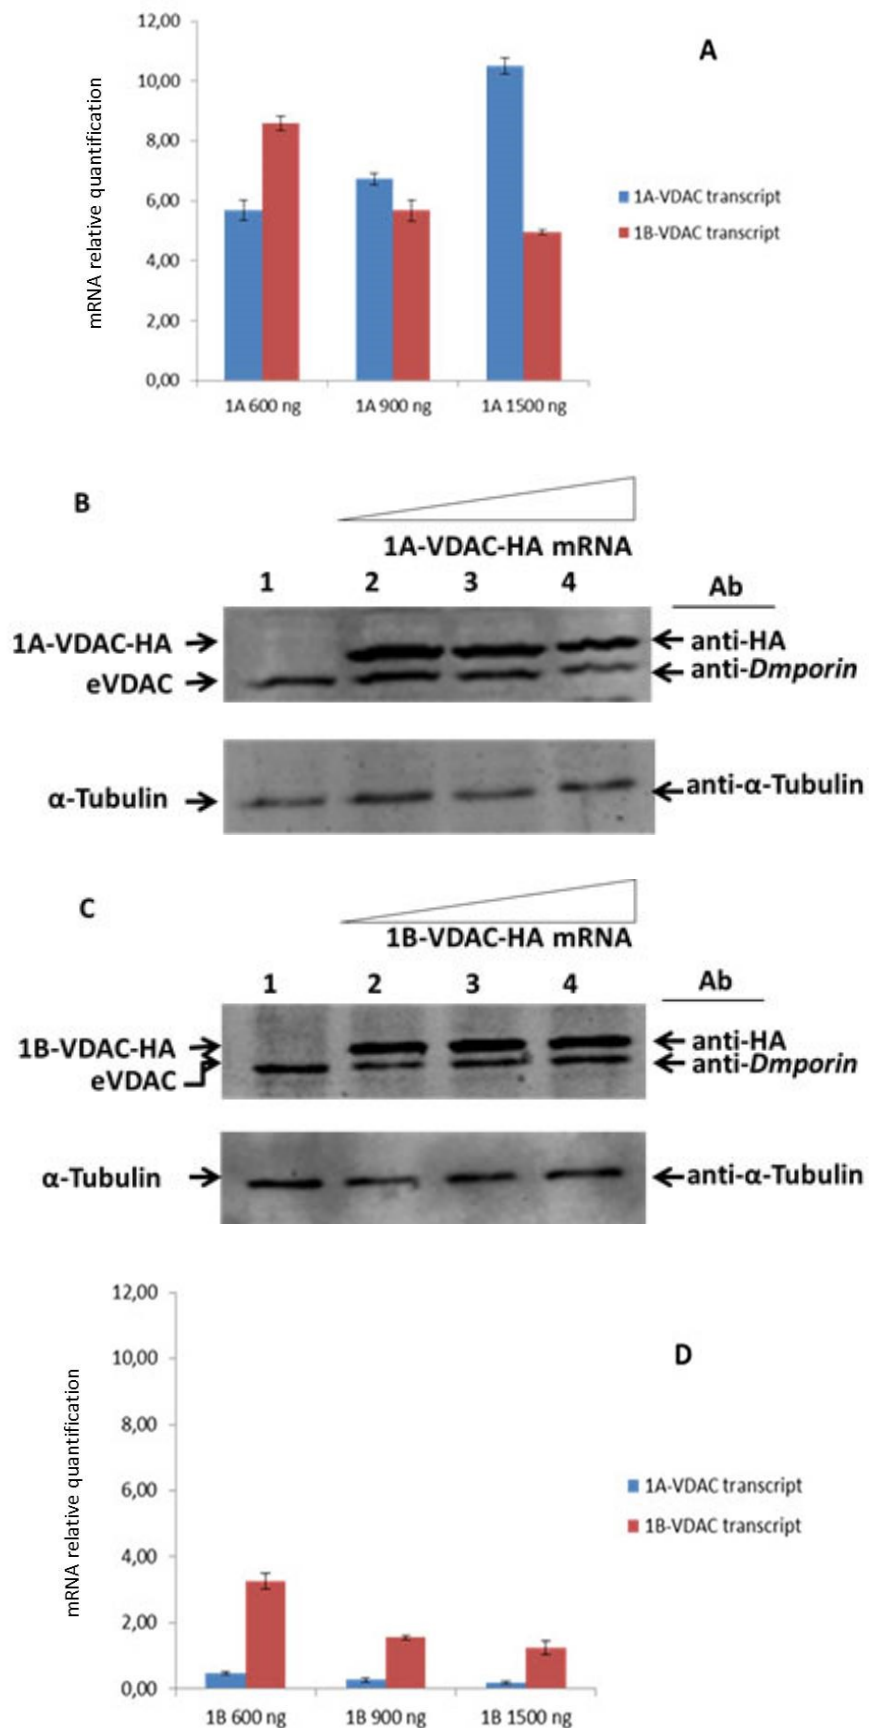 A
mRNA relative quantification
12,00
10,00
8,00
6,00
4,00
2,00
0,00
1A 600 ng 1A 900 ng 1A 1500 ng
1A-VDAC transcript
1B-VDAC transcript
B
1A-VDAC-HA mRNA
1 2 3 4 Ab
1A-VDAC-HA anti-HA
eVDAC anti-Dmporin
α-Tubulin anti-α-Tubulin
C
1B-VDAC-HA mRNA
1 2 3 4 Ab
1B-VDAC-HA anti-HA
eVDAC anti-Dmporin
α-Tubulin anti-α-Tubulin
D
mRNA relative quantification
12,00
10,00
8,00
6,00
4,00
2,00
0,00
1B 600 ng 1B 900 ng 1B 1500 ng
1A-VDAC transcript
1B-VDAC transcript